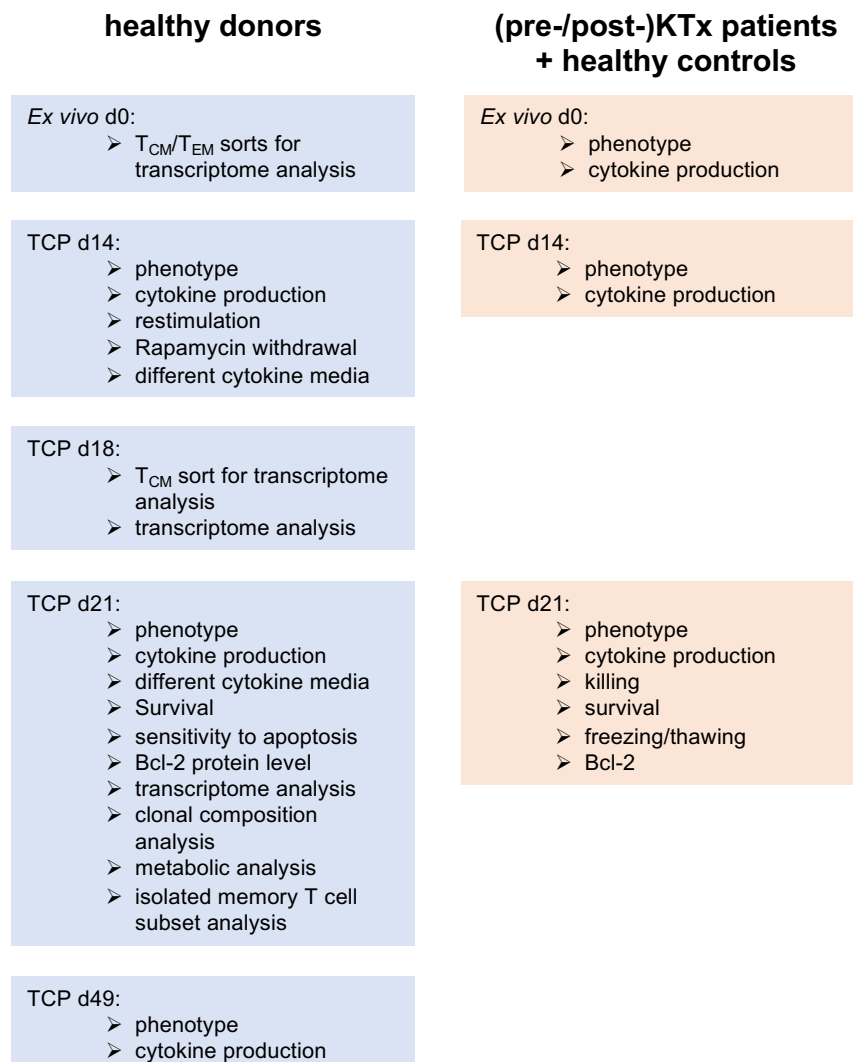 healthy donors
Ex vivo d0:
➢ TCM/TEM sorts for
transcriptome analysis
TCP d14:
➢ phenotype
➢ cytokine production
➢ restimulation
➢ Rapamycin withdrawal
➢ different cytokine media
TCP d18:
➢ TCM sort for transcriptome
analysis
➢ transcriptome analysis
TCP d21:
➢ phenotype
➢ cytokine production
➢ different cytokine media
➢ Survival
➢ sensitivity to apoptosis
➢ Bcl-2 protein level
➢ transcriptome analysis
➢ clonal composition
analysis
➢ metabolic analysis
➢ isolated memory T cell
subset analysis
TCP d49:
➢ phenotype
➢ cytokine production
(pre-/post-)KTx patients
+ healthy controls
Ex vivo d0:
➢ phenotype
➢ cytokine production
TCP d14:
➢ phenotype
➢ cytokine production
TCP d21:
➢ phenotype
➢ cytokine production
➢ killing
➢ survival
➢ freezing/thawing
➢ Bcl-2